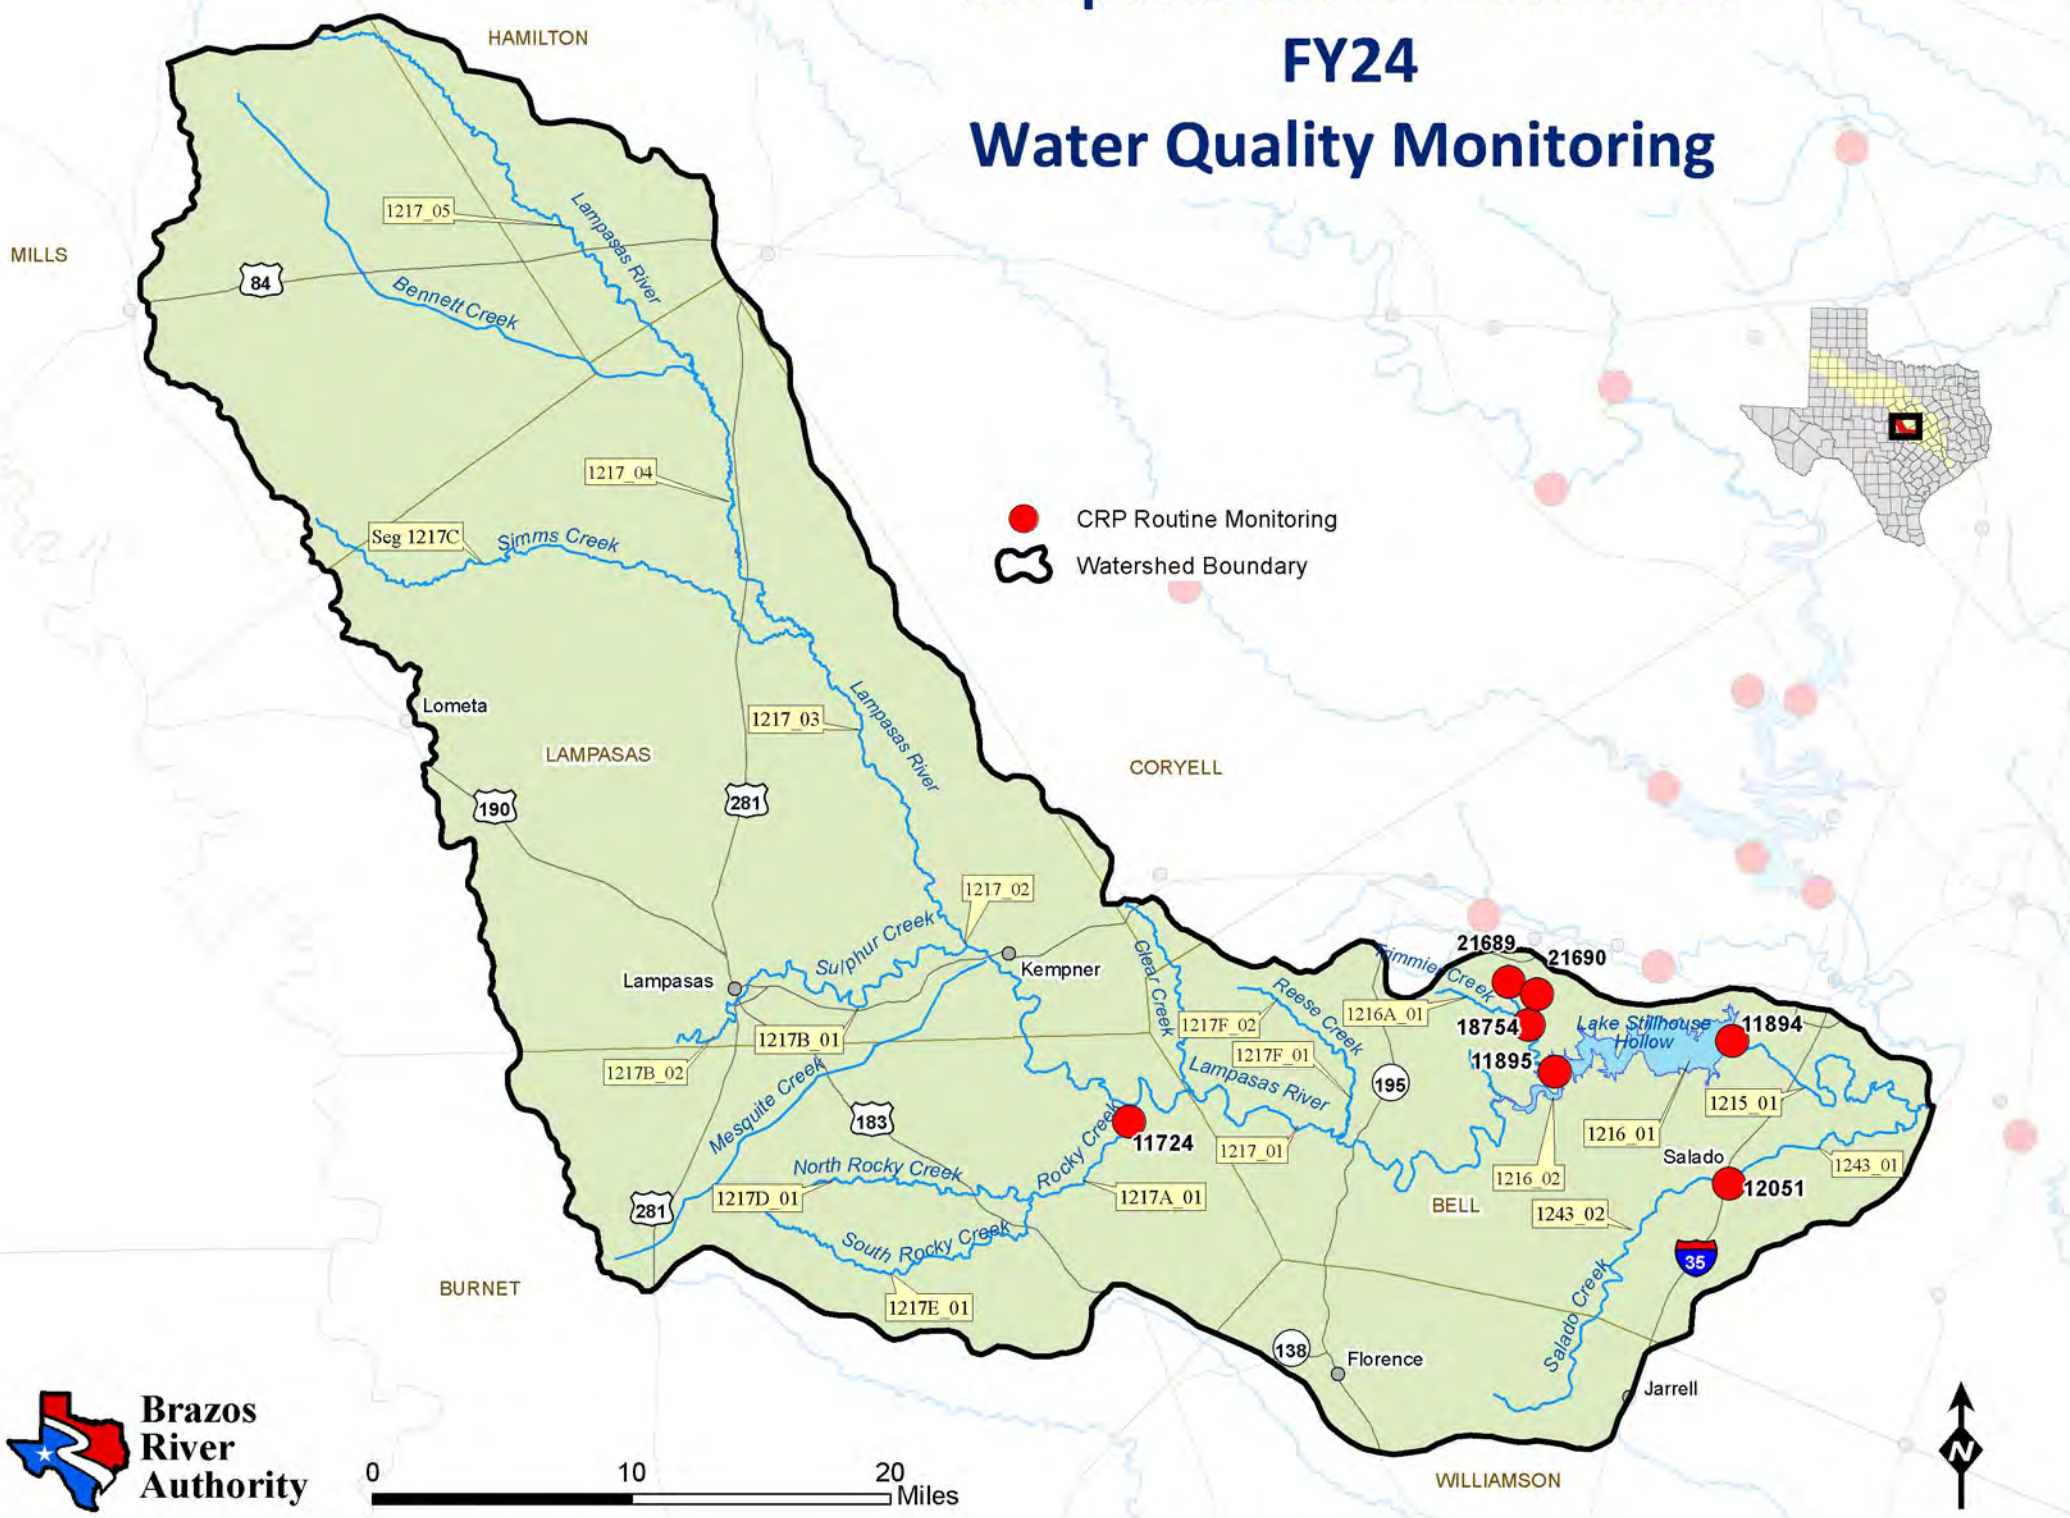 FY24
Water Quality Monitoring
HAMILTON
MILLS
1217_05
Lampasas River
84
Bennett Creek
1217_04
Seg 1217C
Simms Creek
CRP Routine Monitoring
Watershed Boundary
Lometa
LAMPASAS
1217_03
Lampasas River
CORYELL
190
281
1217_02
Sulphur Creek
Kempner
Lampasas
Clear Creek
1217B_01
1217B_02
Mesquite Creek
183
Reese Creek
1217F_02
1217F_01
Lampasas River
195
Trimmier Creek
1216A_01
21689
21690
18754
11895
Lake Stillhouse
Hollow
11894
1215_01
1216_01
1216_02
Salado
1243_01
12051
1243_02
BELL
35
Salado Creek
11724
Rocky Creek
1217_01
1217A_01
North Rocky Creek
1217D_01
South Rocky Creek
1217E_01
281
BURNET
138
Florence
Jarrell
WILLIAMSON
Brazos
River
Authority
0 10 20
Miles
N